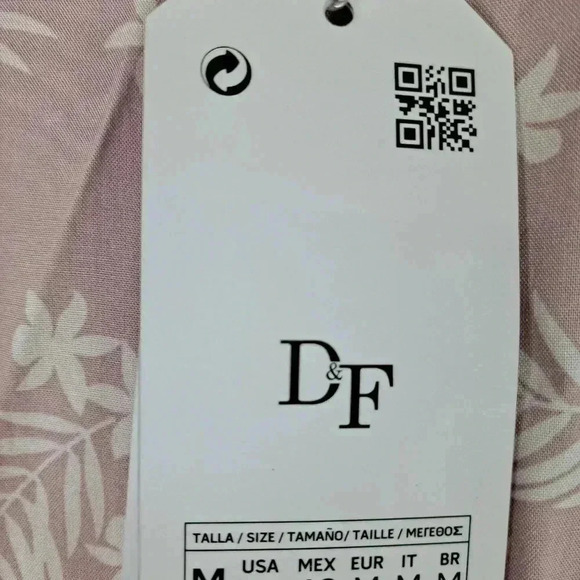 D&F
TALLA / SIZE / TAMAÑO / TAILLE / ΜΕΓΕΘΟΣ
USA MEX EUR IT BR
M